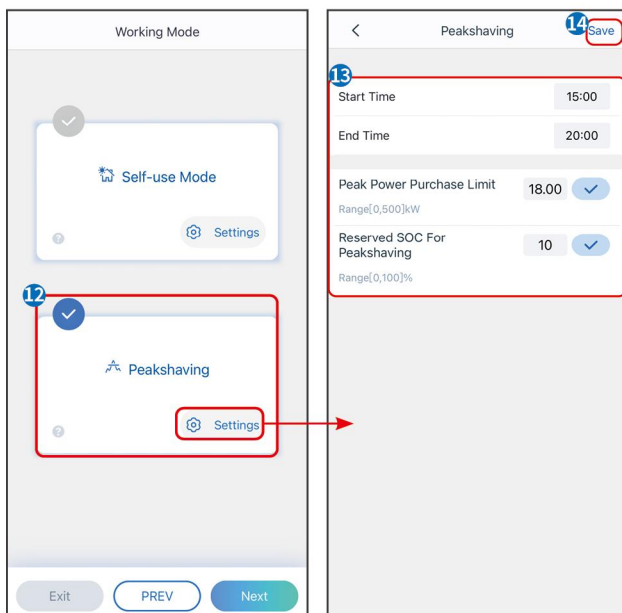 Working Mode
Self-use Mode
?
Settings
12
Peakshaving
?
Settings
Exit
PREV
Next
Peakshaving
14
Save
13
Start Time
15:00
End Time
20:00
Peak Power Purchase Limit
18.00
Range[0,500]kW
Reserved SOC For
Peakshaving
10
Range[0,100]%